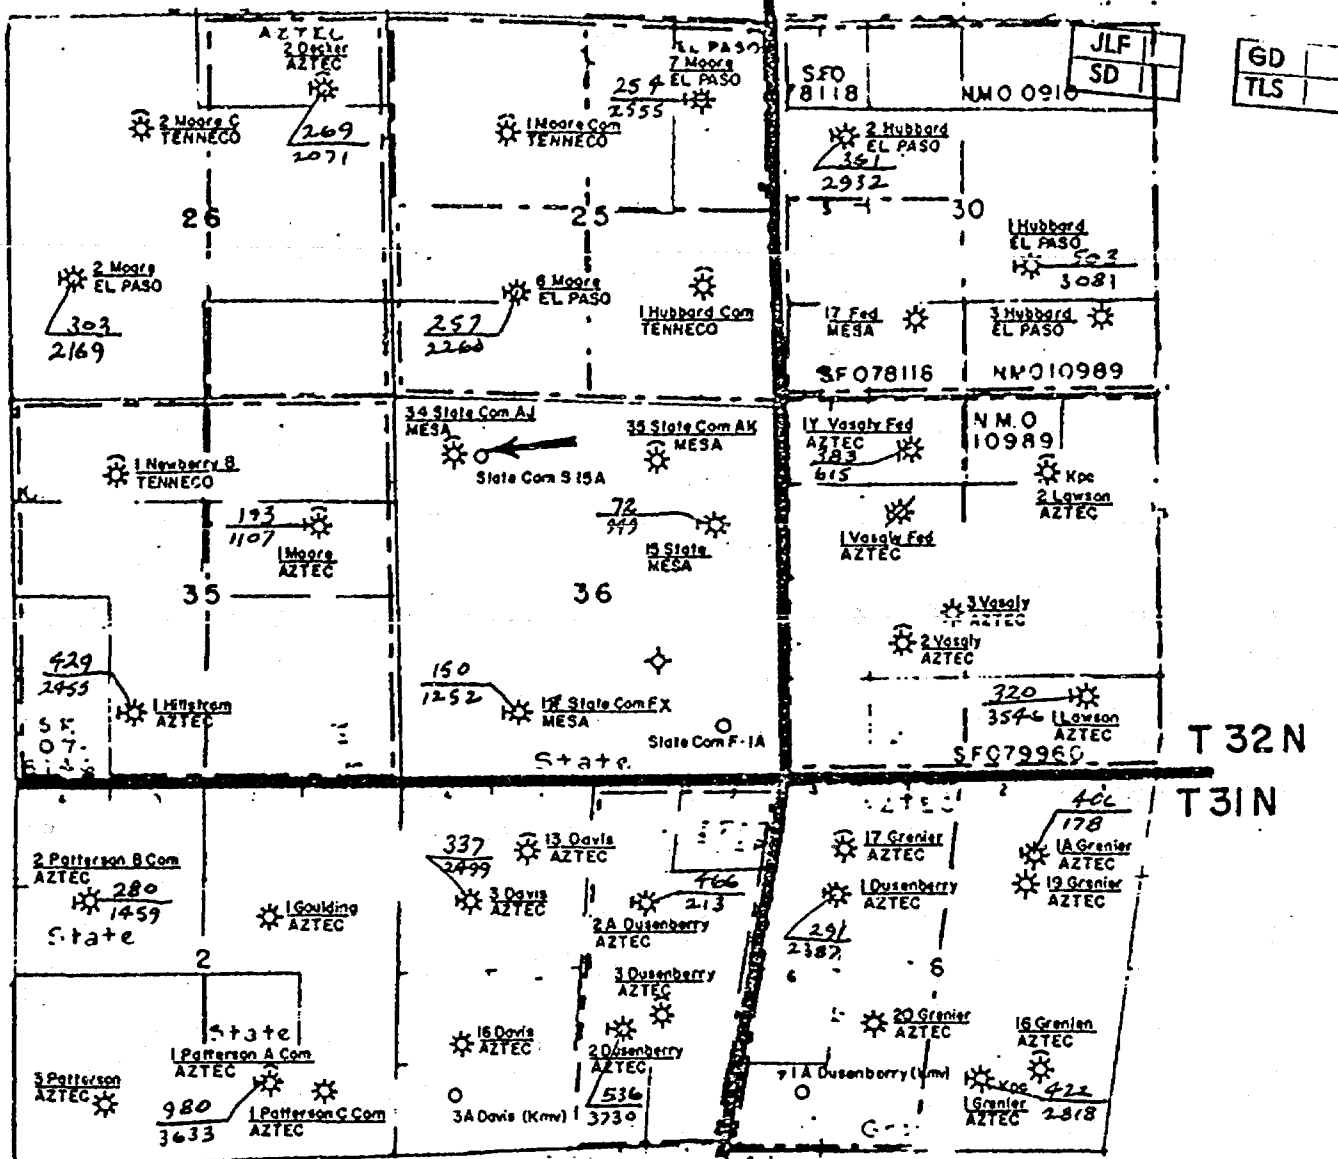 JLF
SD
GD
TLS
AZTEC
2 Decker
AZTEC
269
2071
2 Moore C
TENNECO
1 Moore Com
TENNECO
EL PASO
7 Moore
EL PASO
254
2555
SFO
78118
NMO 0910
2 Hubbard
EL PASO
351
2932
26
25
30
1 Hubbard
EL PASO
503
3081
2 Moore
EL PASO
303
2169
6 Moore
EL PASO
257
2260
1 Hubbard Com
TENNECO
17 Fed
MESA
3 Hubbard
EL PASO
SF 078116
NM010989
34 State Com AJ
MESA
State Com S 15A
35 State Com AK
MESA
1Y Vasaly Fed
AZTEC
383
615
N M O
10989
Kpc
2 Lawson
AZTEC
1 Newberry B
TENNECO
193
1107
1 Moore
AZTEC
72
949
15 State
MESA
1 Vasaly Fed
AZTEC
35
36
3 Vasaly
AZTEC
2 Vasaly
AZTEC
429
2455
1 Hillstrom
AZTEC
150
1252
State Com FX
MESA
State Com F-1A
State
320
3546
1 Lawson
AZTEC
SF079960
T 32 N
T 31 N
2 Patterson B Com
AZTEC
280
1459
State
1 Goulding
AZTEC
337
2499
13 Davis
AZTEC
3 Davis
AZTEC
466
213
2 A Dusenberry
AZTEC
AZTEC
17 Grenier
AZTEC
1 Dusenberry
AZTEC
291
2387
178
1A Grenier
AZTEC
19 Grenier
AZTEC
2
6
6
3 Dusenberry
AZTEC
2 Dusenberry
AZTEC
536
3730
16 Davis
AZTEC
3A Davis (Kmv)
State
1 Patterson A Com
AZTEC
980
3633
5 Patterson
AZTEC
1 Patterson C Com
AZTEC
20 Grenier
AZTEC
1 A Dusenberry (Kmv)
16 Grenier
AZTEC
Kpc
1 Grenier
AZTEC
422
2818